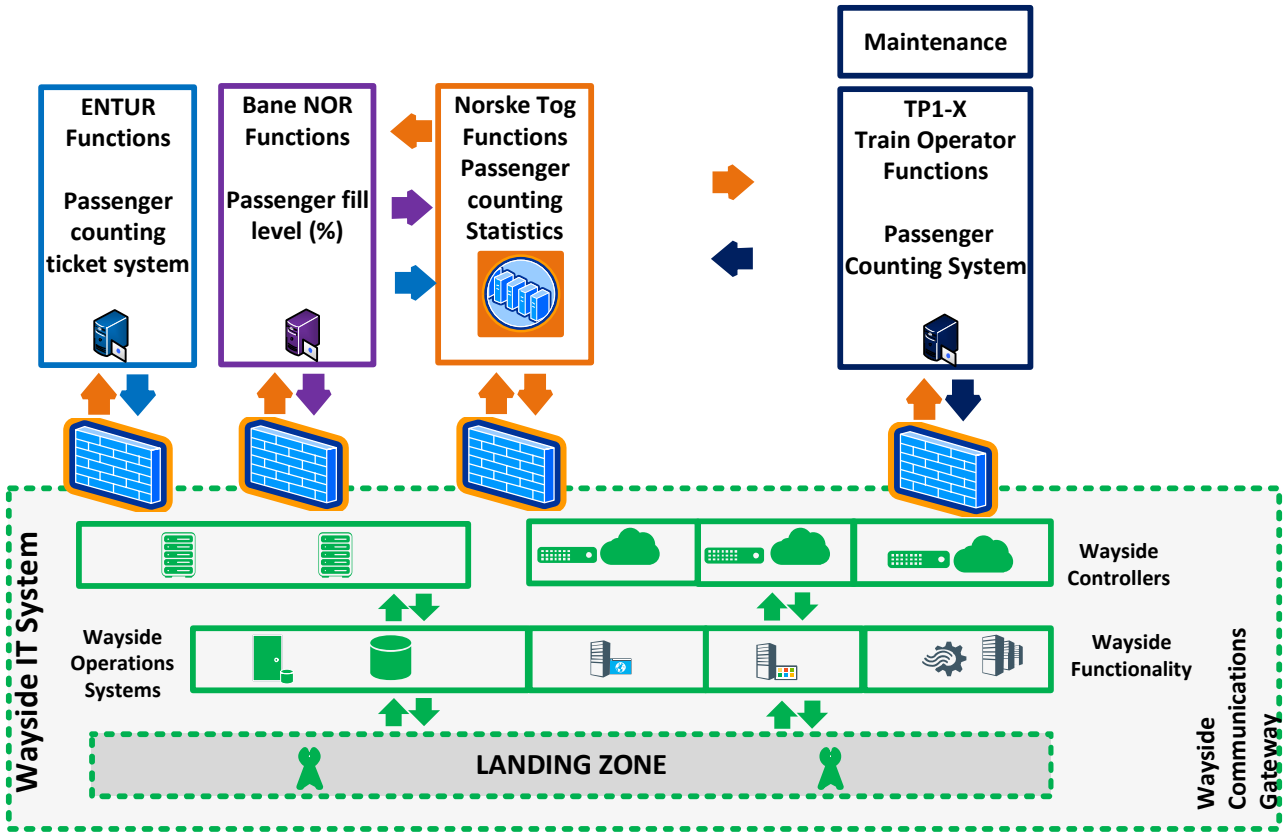 Maintenance
ENTUR
Functions
Passenger
counting
ticket system
Bane NOR
Functions
Passenger fill
level (%)
Norske Tog
Functions
Passenger
counting
Statistics
TP1-X
Train Operator
Functions
Passenger
Counting System
Wayside IT System
Wayside
Controllers
Wayside
Operations
Systems
Wayside
Functionality
Wayside
Communications
Gateway
LANDING ZONE